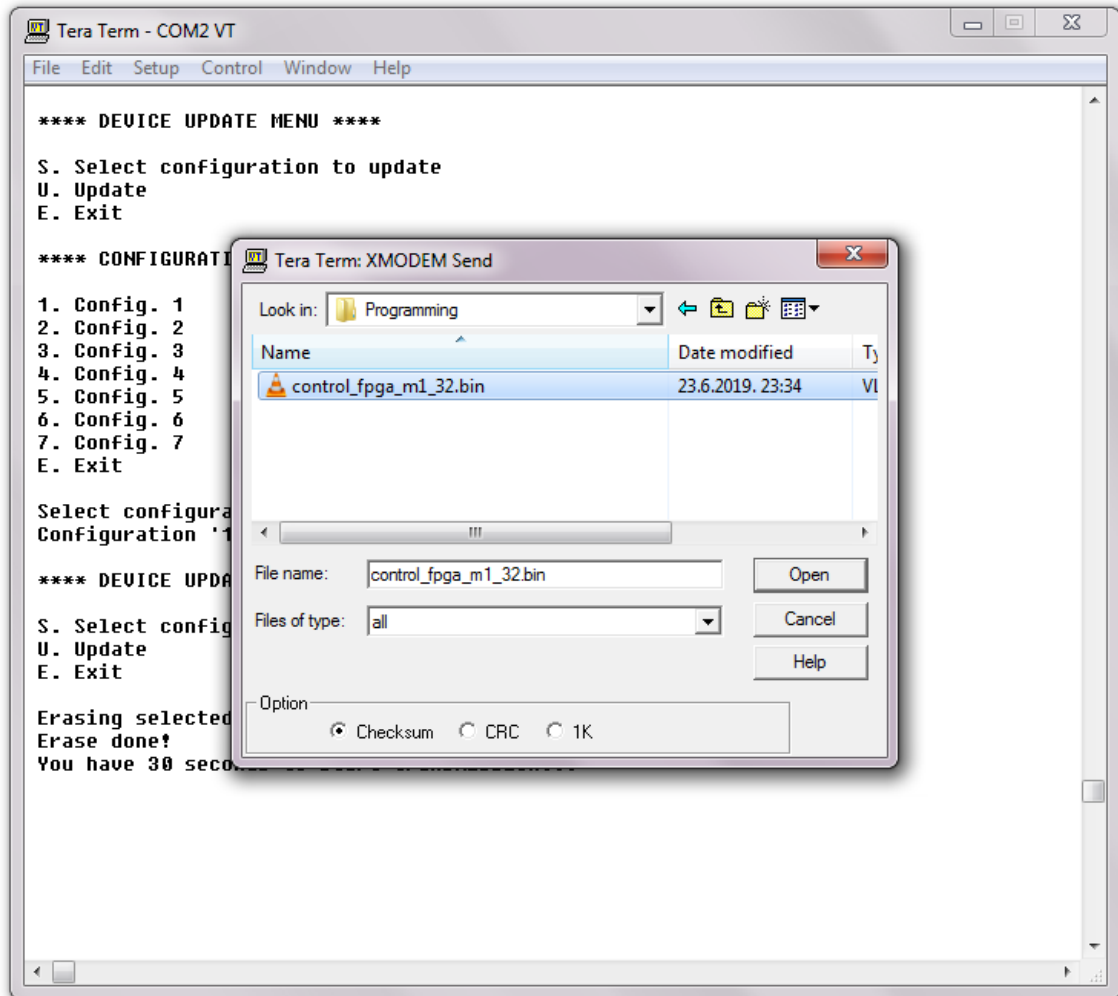 Tera Term - COM2 VT
File Edit Setup Control Window Help
**** DEVICE UPDATE MENU ****
S. Select configuration to update
U. Update
E. Exit
**** CONFIGURATI
1. Config. 1
2. Config. 2
3. Config. 3
4. Config. 4
5. Config. 5
6. Config. 6
7. Config. 7
E. Exit
Select configura
Configuration '1
**** DEVICE UPDA
S. Select config
U. Update
E. Exit
Erasing selected
Erase done!
You have 30
Tera Term: XMODEM Send
Look in: Programming
Name Date modified Ty
control_fpga_m1_32.bin 23.6.2019. 23:34 VL
File name: control_fpga_m1_32.bin Open
Files of type: all Cancel
Help
Option
Checksum CRC 1K